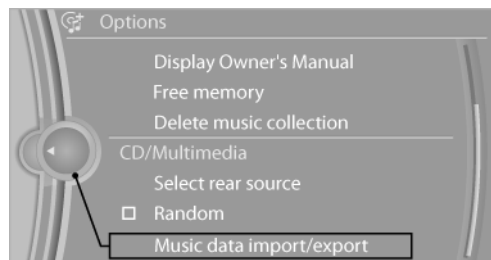 Options
Display Owner's Manual
Free memory
Delete music collection
CD/Multimedia
Select rear source
Random
Music data import/export